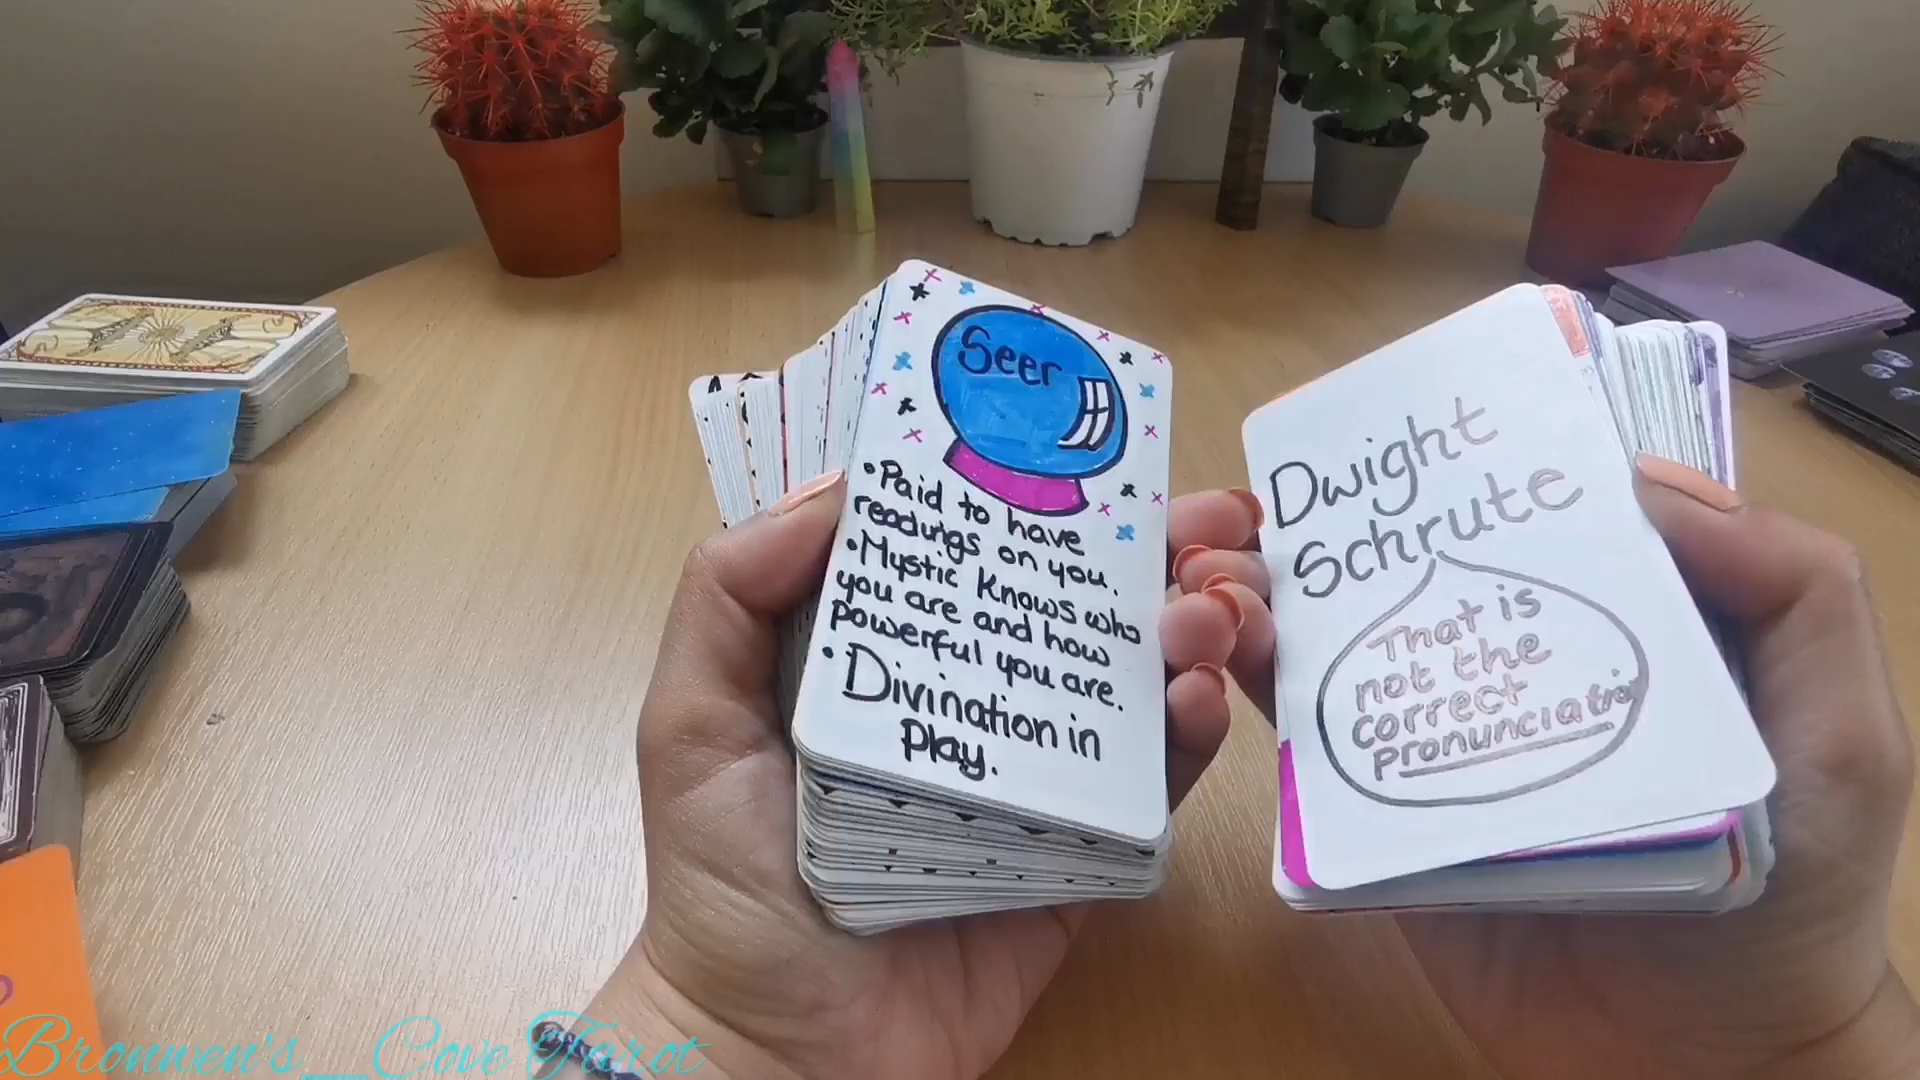 Seer
•Paid to have
readings on you.
•Mystic Knows who
you are and how
powerful you are.
•Divination in
Play.
Dwight
Schrute
That is
not the
correct
pronunciation
Bronwen's__Cove Tarot